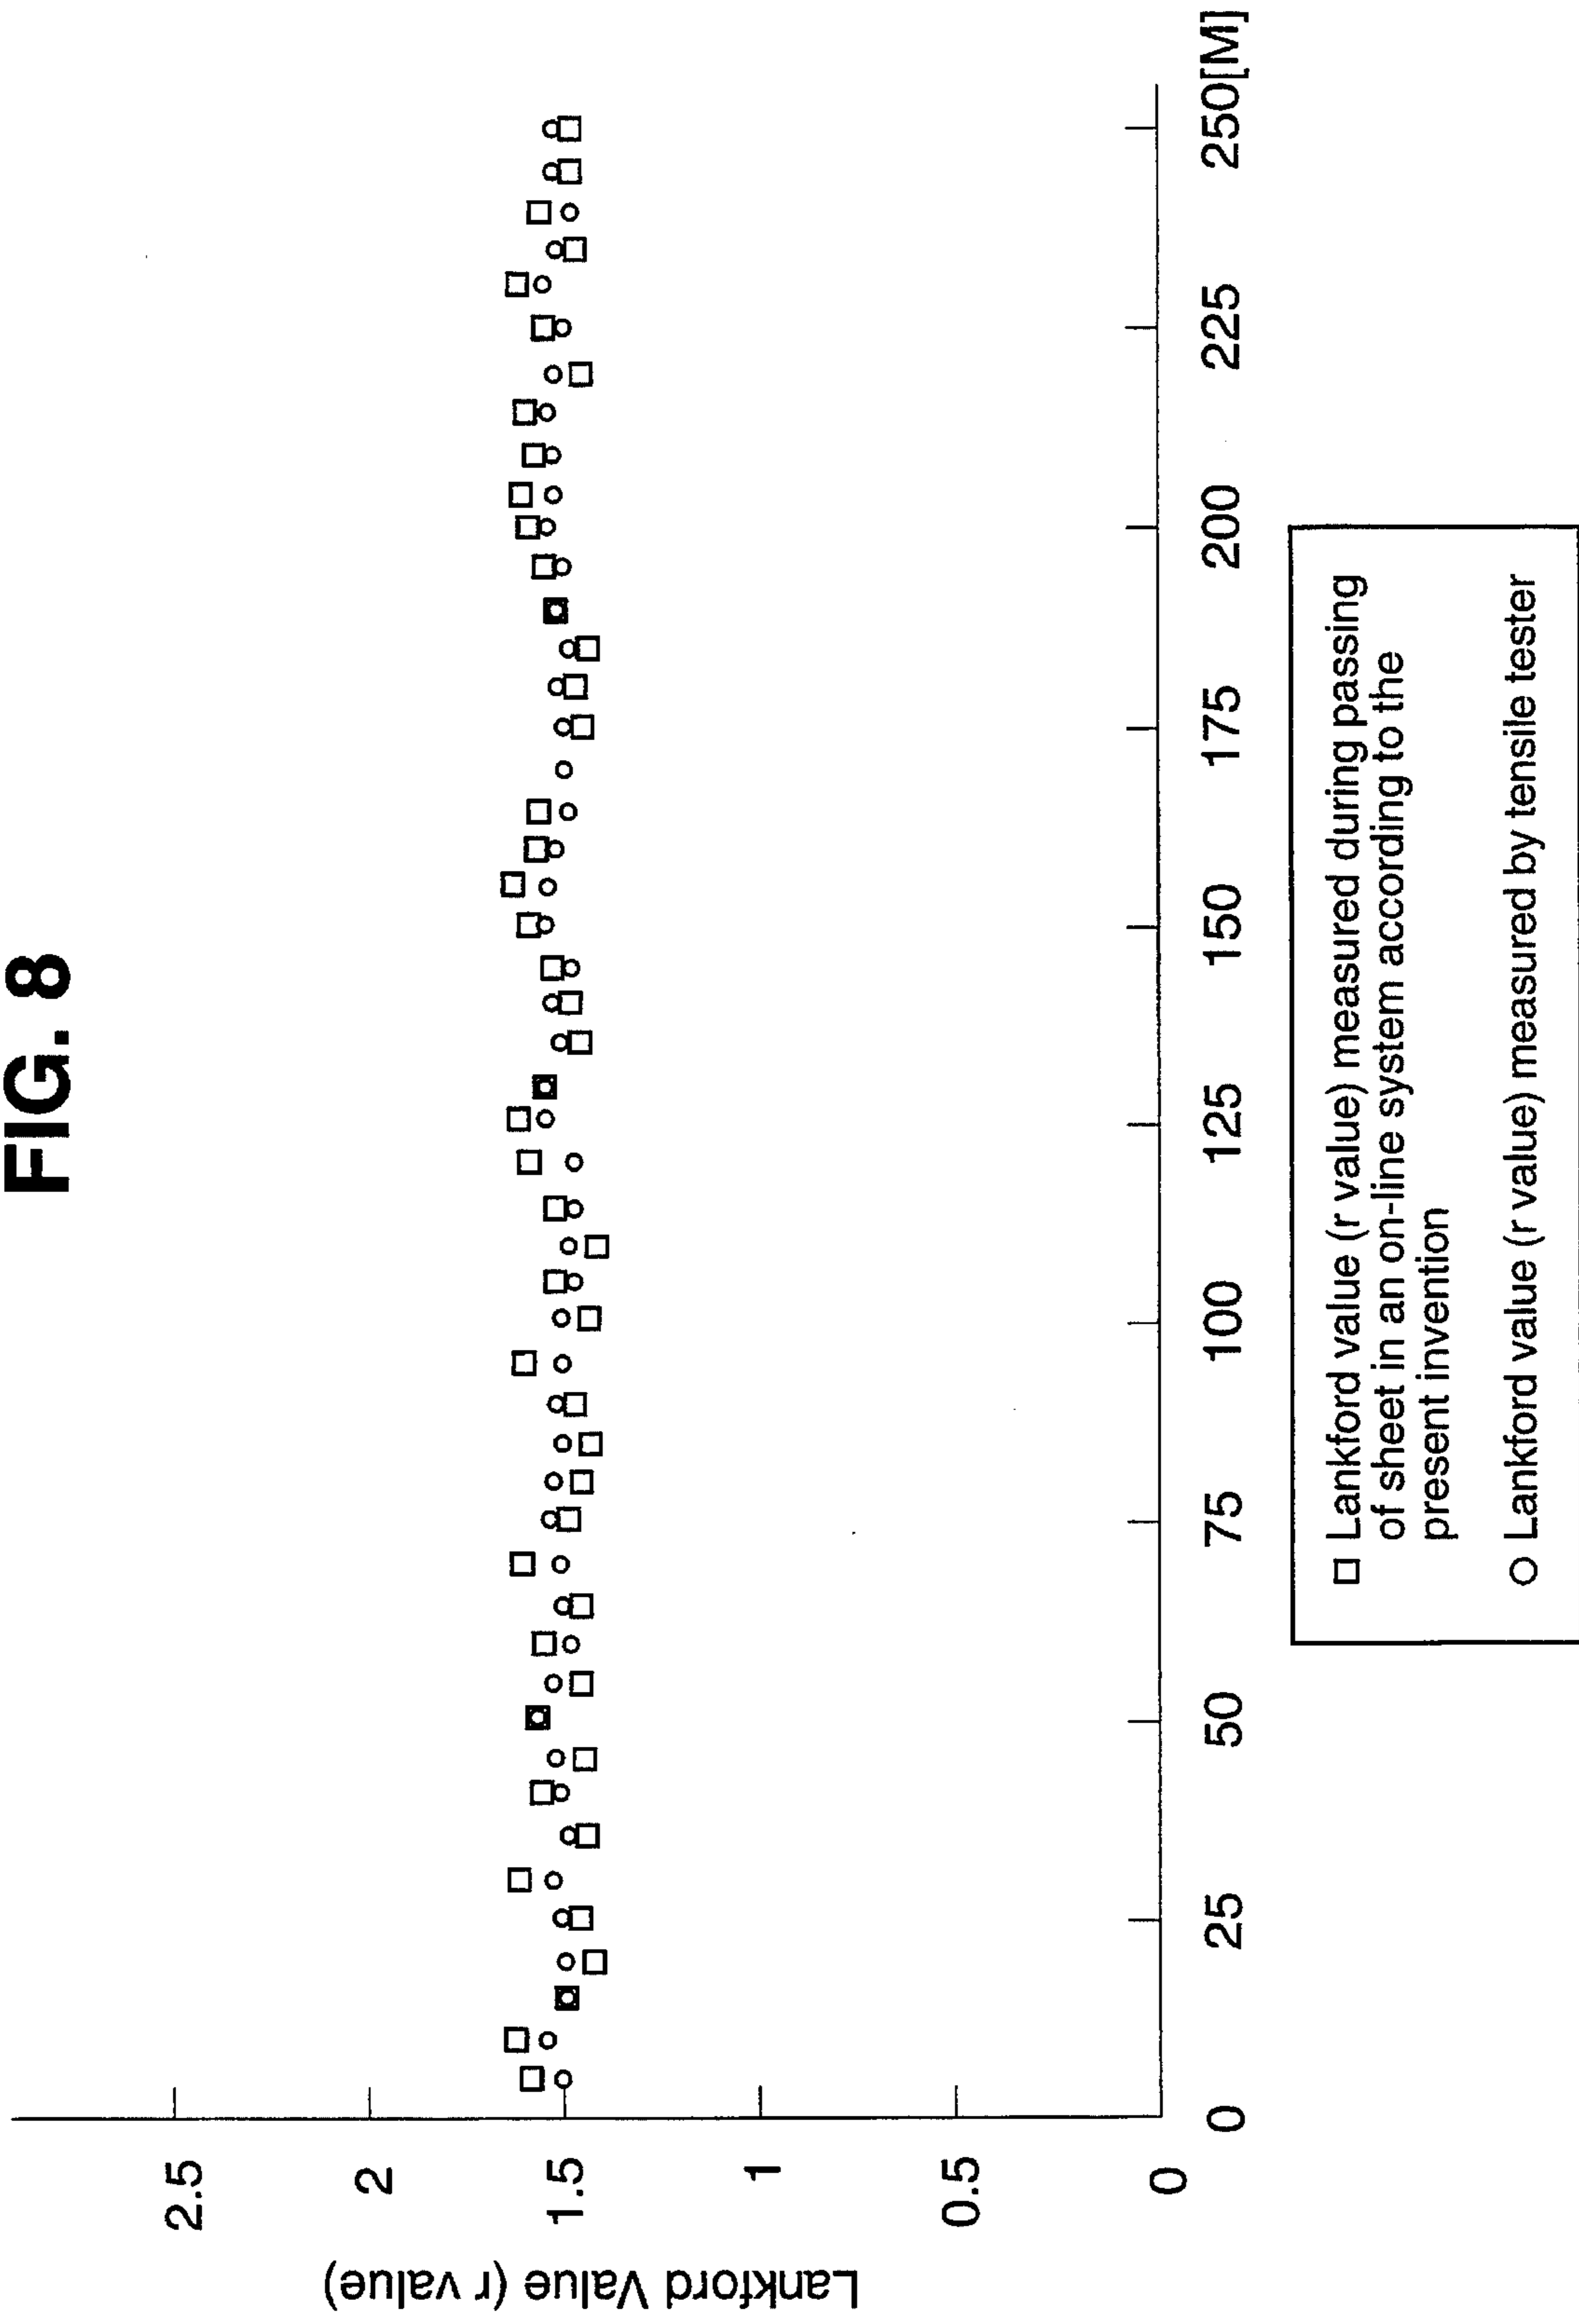 FIG. 8
Lankford Value (r value)
2.5
2
1.5
1
0.5
0
0 25 50 75 100 125 150 175 200 225 250[M]
□ Lankford value (r value) measured during passing
of sheet in an on-line system according to the
present invention
○ Lankford value (r value) measured by tensile tester